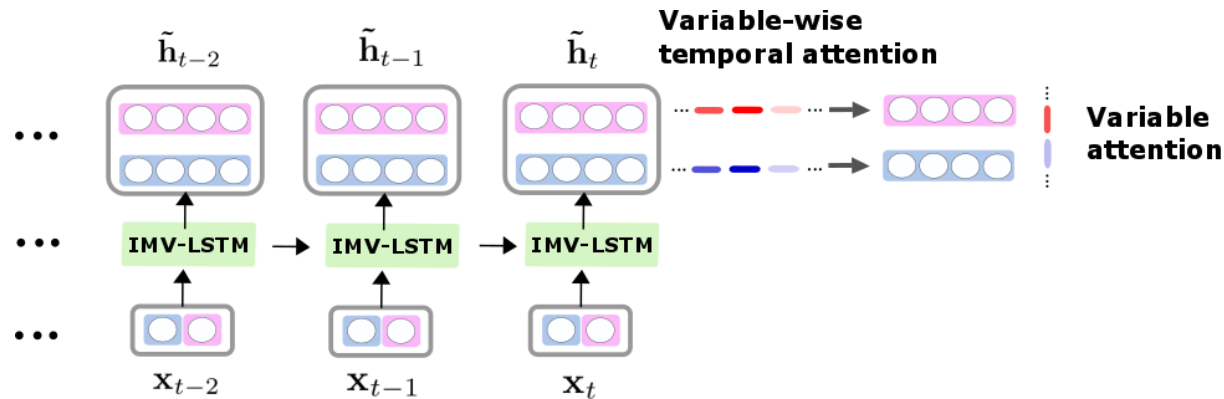 Variable-wise
temporal attention
h̃ₜ₋₂ h̃ₜ₋₁ h̃ₜ
... ...
... ...
...
...
Variable
attention
...
... IMV-LSTM IMV-LSTM IMV-LSTM
...
xₜ₋₂ xₜ₋₁ xₜ